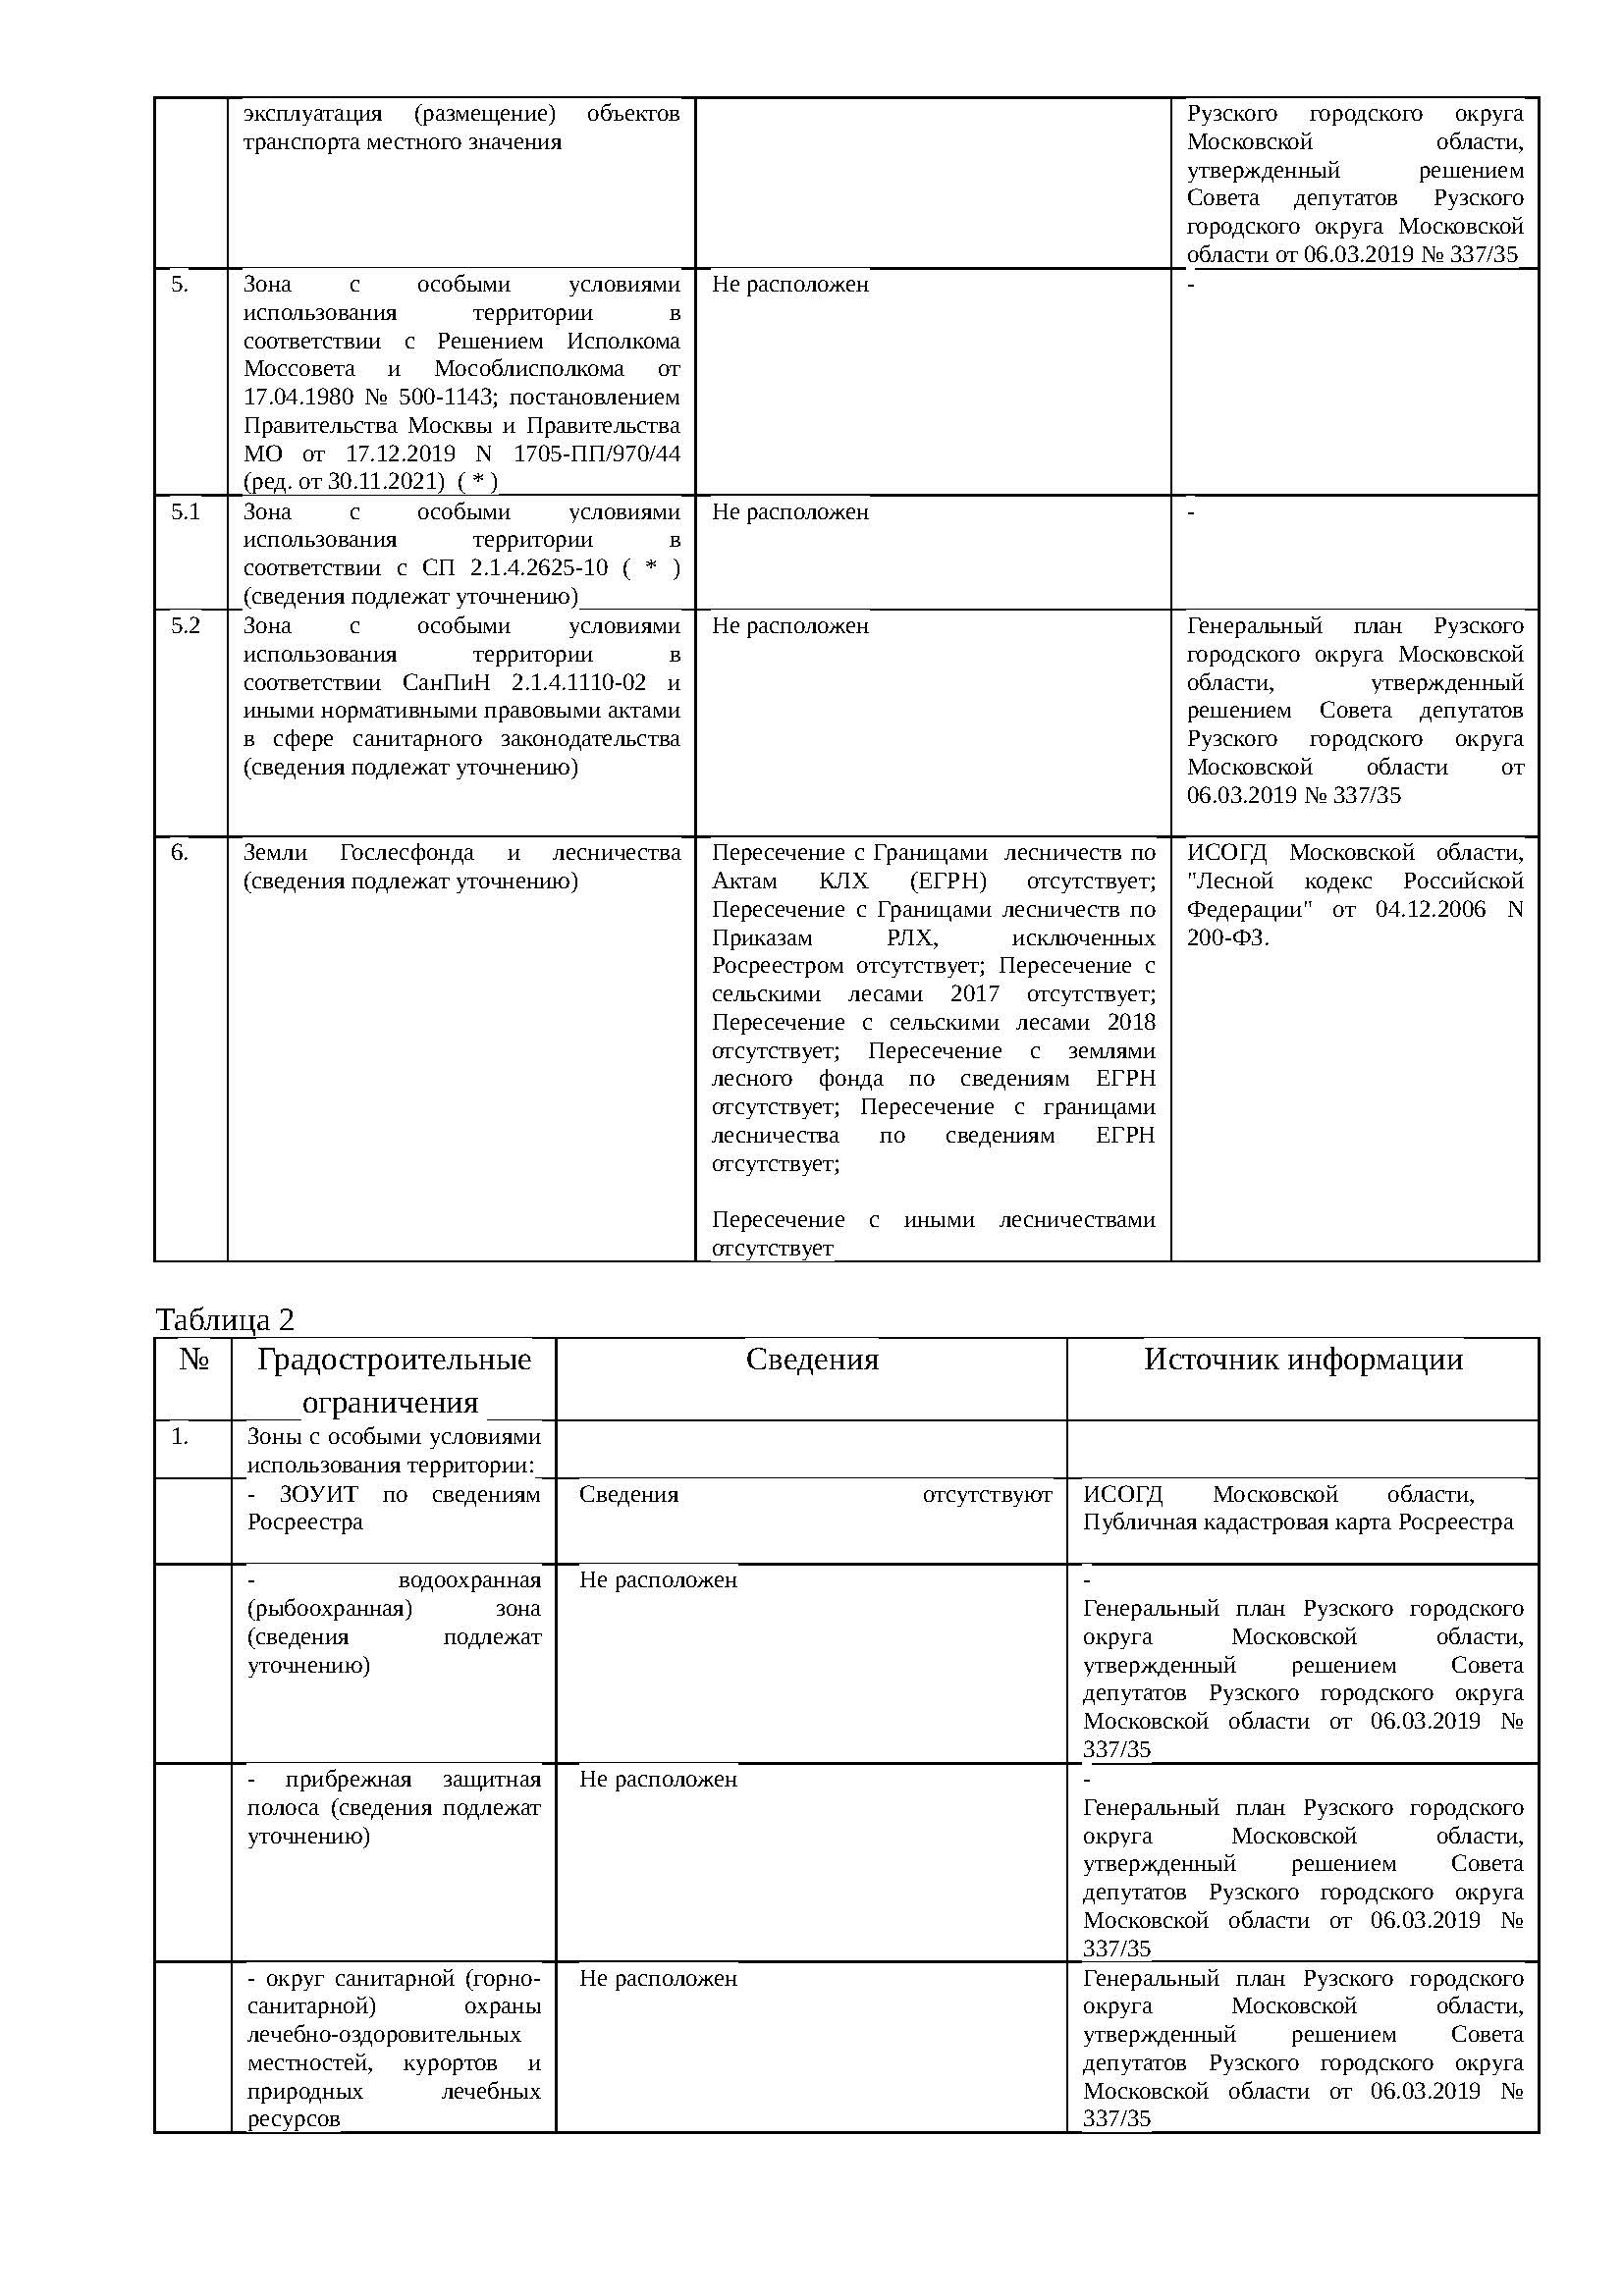 эксплуатация (размещение) объектов
транспорта местного значения
Рузского городского округа
Московской области,
утвержденный решением
Совета депутатов Рузского
городского округа Московской
области от 06.03.2019 № 337/35
5.
Зона с особыми условиями
использования территории в
соответствии с Решением Исполкома
Моссовета и Мособлисполкома от
17.04.1980 № 500-1143; постановлением
Правительства Москвы и Правительства
МО от 17.12.2019 N 1705-ПП/970/44
(ред. от 30.11.2021) ( * )
Не расположен
-
5.1
Зона с особыми условиями
использования территории в
соответствии с СП 2.1.4.2625-10 ( * )
(сведения подлежат уточнению)
Не расположен
-
5.2
Зона с особыми условиями
использования территории в
соответствии СанПиН 2.1.4.1110-02 и
иными нормативными правовыми актами
в сфере санитарного законодательства
(сведения подлежат уточнению)
Не расположен
Генеральный план Рузского
городского округа Московской
области, утвержденный
решением Совета депутатов
Рузского городского округа
Московской области от
06.03.2019 № 337/35
6.
Земли Гослесфонда и лесничества
(сведения подлежат уточнению)
Пересечение с Границами лесничеств по
Актам КЛХ (ЕГРН) отсутствует;
Пересечение с Границами лесничеств по
Приказам РЛХ, исключенных
Росреестром отсутствует; Пересечение с
сельскими лесами 2017 отсутствует;
Пересечение с сельскими лесами 2018
отсутствует; Пересечение с землями
лесного фонда по сведениям ЕГРН
отсутствует; Пересечение с границами
лесничества по сведениям ЕГРН
отсутствует;
Пересечение с иными лесничествами
отсутствует
ИСОГД Московской области,
"Лесной кодекс Российской
Федерации" от 04.12.2006 N
200-ФЗ.
Таблица 2
№
Градостроительные
ограничения
Сведения
Источник информации
1.
Зоны с особыми условиями
использования территории:
- ЗОУИТ по сведениям
Росреестра
Сведения отсутствуют
ИСОГД Московской области,
Публичная кадастровая карта Росреестра
- водоохранная
(рыбоохранная) зона
(сведения подлежат
уточнению)
Не расположен
-
Генеральный план Рузского городского
округа Московской области,
утвержденный решением Совета
депутатов Рузского городского округа
Московской области от 06.03.2019 №
337/35
- прибрежная защитная
полоса (сведения подлежат
уточнению)
Не расположен
-
Генеральный план Рузского городского
округа Московской области,
утвержденный решением Совета
депутатов Рузского городского округа
Московской области от 06.03.2019 №
337/35
- округ санитарной (горно-
санитарной) охраны
лечебно-оздоровительных
местностей, курортов и
природных лечебных
ресурсов
Не расположен
Генеральный план Рузского городского
округа Московской области,
утвержденный решением Совета
депутатов Рузского городского округа
Московской области от 06.03.2019 №
337/35